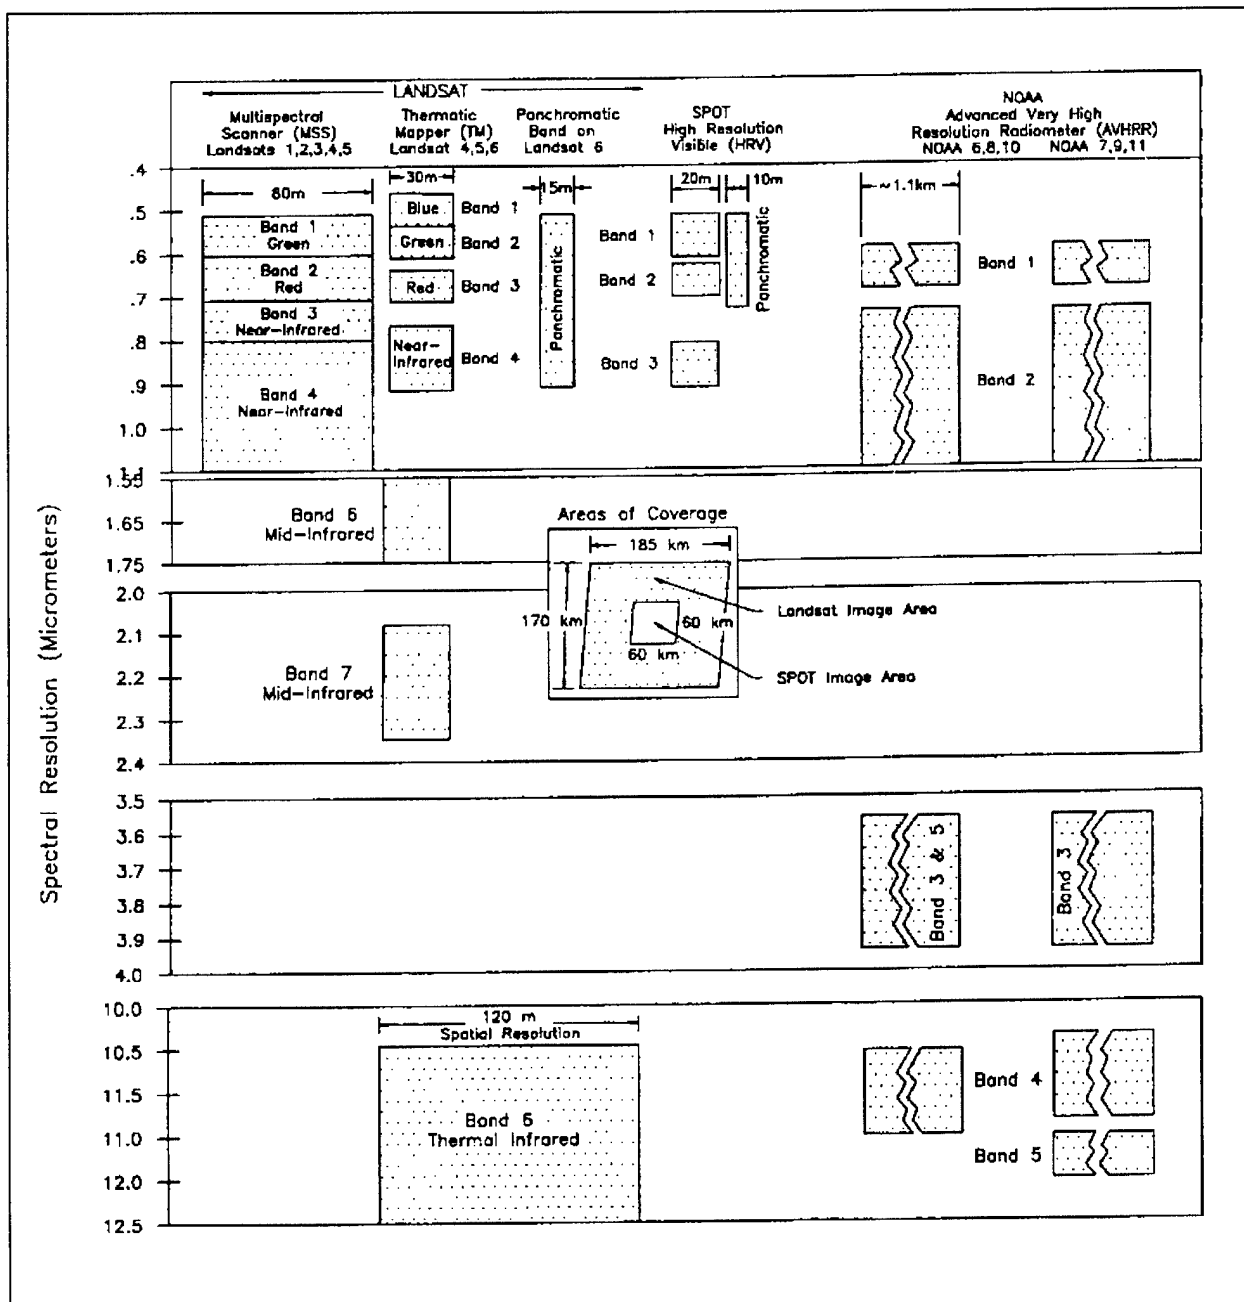 LANDSAT
Multispectral
Scanner (MSS)
Landsats 1,2,3,4,5
Thermatic
Mapper (TM)
Landsat 4,5,6
Panchromatic
Band on
Landsat 6
SPOT
High Resolution
Visible (HRV)
NOAA
Advanced Very High
Resolution Radiometer (AVHRR)
NOAA 6,8,10 NOAA 7,9,11
Spectral Resolution (Micrometers)
.4
.5
.6
.7
.8
.9
1.0
1.1
80m
Band 1
Green
Band 2
Red
Band 3
Near-Infrared
Band 4
Near-Infrared
30m
Blue Band 1
Green Band 2
Red Band 3
Near-
Infrared
Band 4
15m
Panchromatic
20m
10m
Band 1
Band 2
Band 3
Panchromatic
~1.1km
Band 1
Band 2
1.55
1.65
1.75
Band 5
Mid-Infrared
Areas of Coverage
185 km
170 km
60 km
60 km
Landsat Image Area
SPOT Image Area
2.0
2.1
2.2
2.3
2.4
Band 7
Mid-Infrared
3.5
3.6
3.7
3.8
3.9
4.0
Band 3 & 5
Band 3
10.0
10.5
11.5
11.0
12.0
12.5
120 m
Spatial Resolution
Band 6
Thermal Infrared
Band 4
Band 5